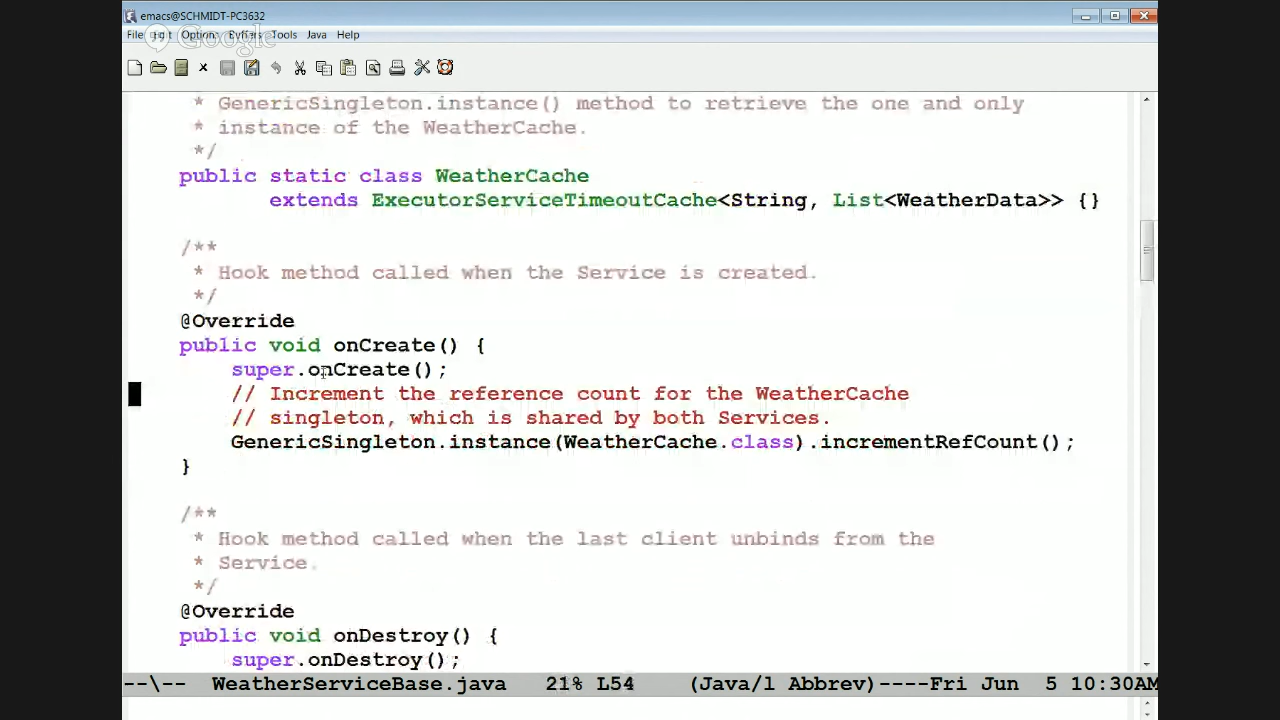 emacs@SCHMIDT-PC3632
File Edit Options Buffers Tools Java Help
Google
* GenericSingleton.instance() method to retrieve the one and only
* instance of the WeatherCache.
*/
public static class WeatherCache
extends ExecutorServiceTimeoutCache<String, List<WeatherData>> {}
/**
* Hook method called when the Service is created.
*/
@Override
public void onCreate() {
super.onCreate();
// Increment the reference count for the WeatherCache
// singleton, which is shared by both Services.
GenericSingleton.instance(WeatherCache.class).incrementRefCount();
}
/**
* Hook method called when the last client unbinds from the
* Service.
*/
@Override
public void onDestroy() {
super.onDestroy();
--\-- WeatherServiceBase.java 21% L54 (Java/l Abbrev)----Fri Jun 5 10:30AM